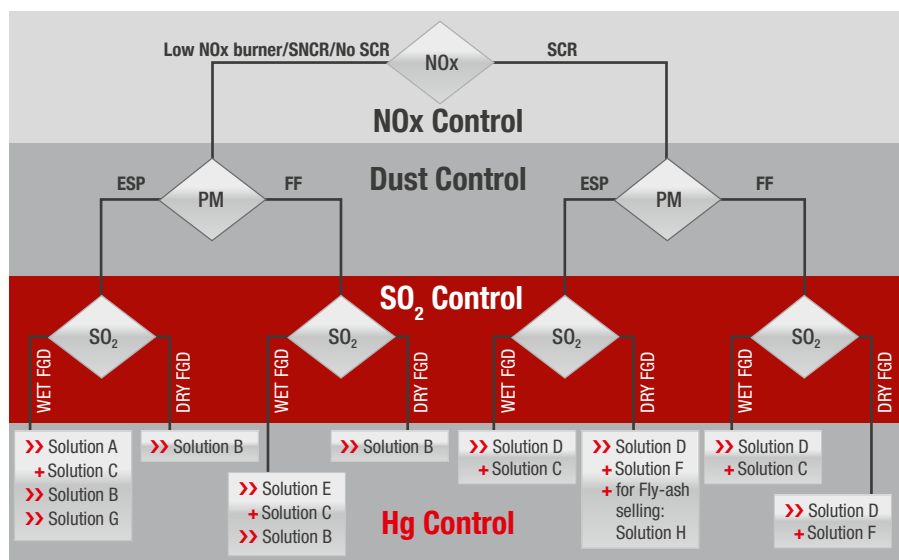 Low NOx burner/SNCR/No SCR
NOx
SCR
NOx Control
Dust Control
ESP
PM
FF
ESP
PM
FF
SO2 Control
SO2
SO2
SO2
SO2
WET FGD
DRY FGD
WET FGD
DRY FGD
WET FGD
DRY FGD
WET FGD
DRY FGD
>> Solution A
+ Solution C
>> Solution B
>> Solution G
>> Solution B
>> Solution E
+ Solution C
>> Solution B
>> Solution B
>> Solution D
+ Solution C
>> Solution D
+ Solution F
+ for Fly-ash
selling:
Solution H
>> Solution D
+ Solution C
>> Solution D
+ Solution F
Hg Control